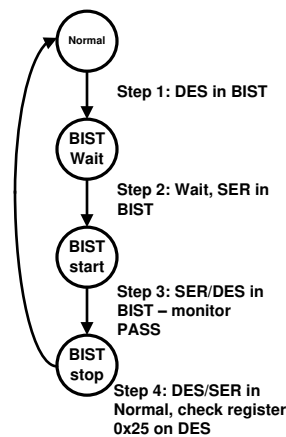 Normal
Step 1: DES in BIST
BIST
Wait
Step 2: Wait, SER in
BIST
BIST
start
Step 3: SER/DES in
BIST – monitor
PASS
BIST
stop
Step 4: DES/SER in
Normal, check register
0x25 on DES